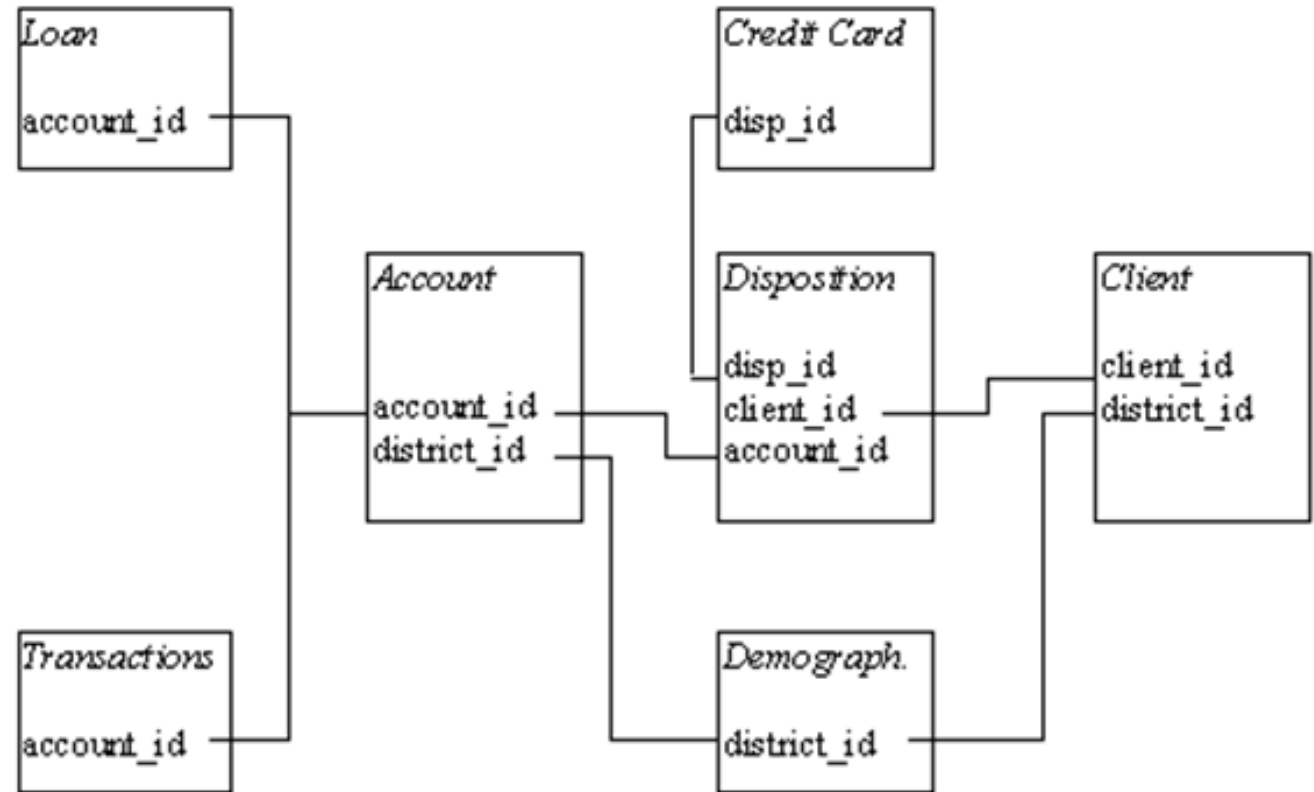 Loan
account_id
Credit Card
disp_id
Account
account_id
district_id
Disposition
disp_id
client_id
account_id
Client
client_id
district_id
Transactions
account_id
Demograph.
district_id